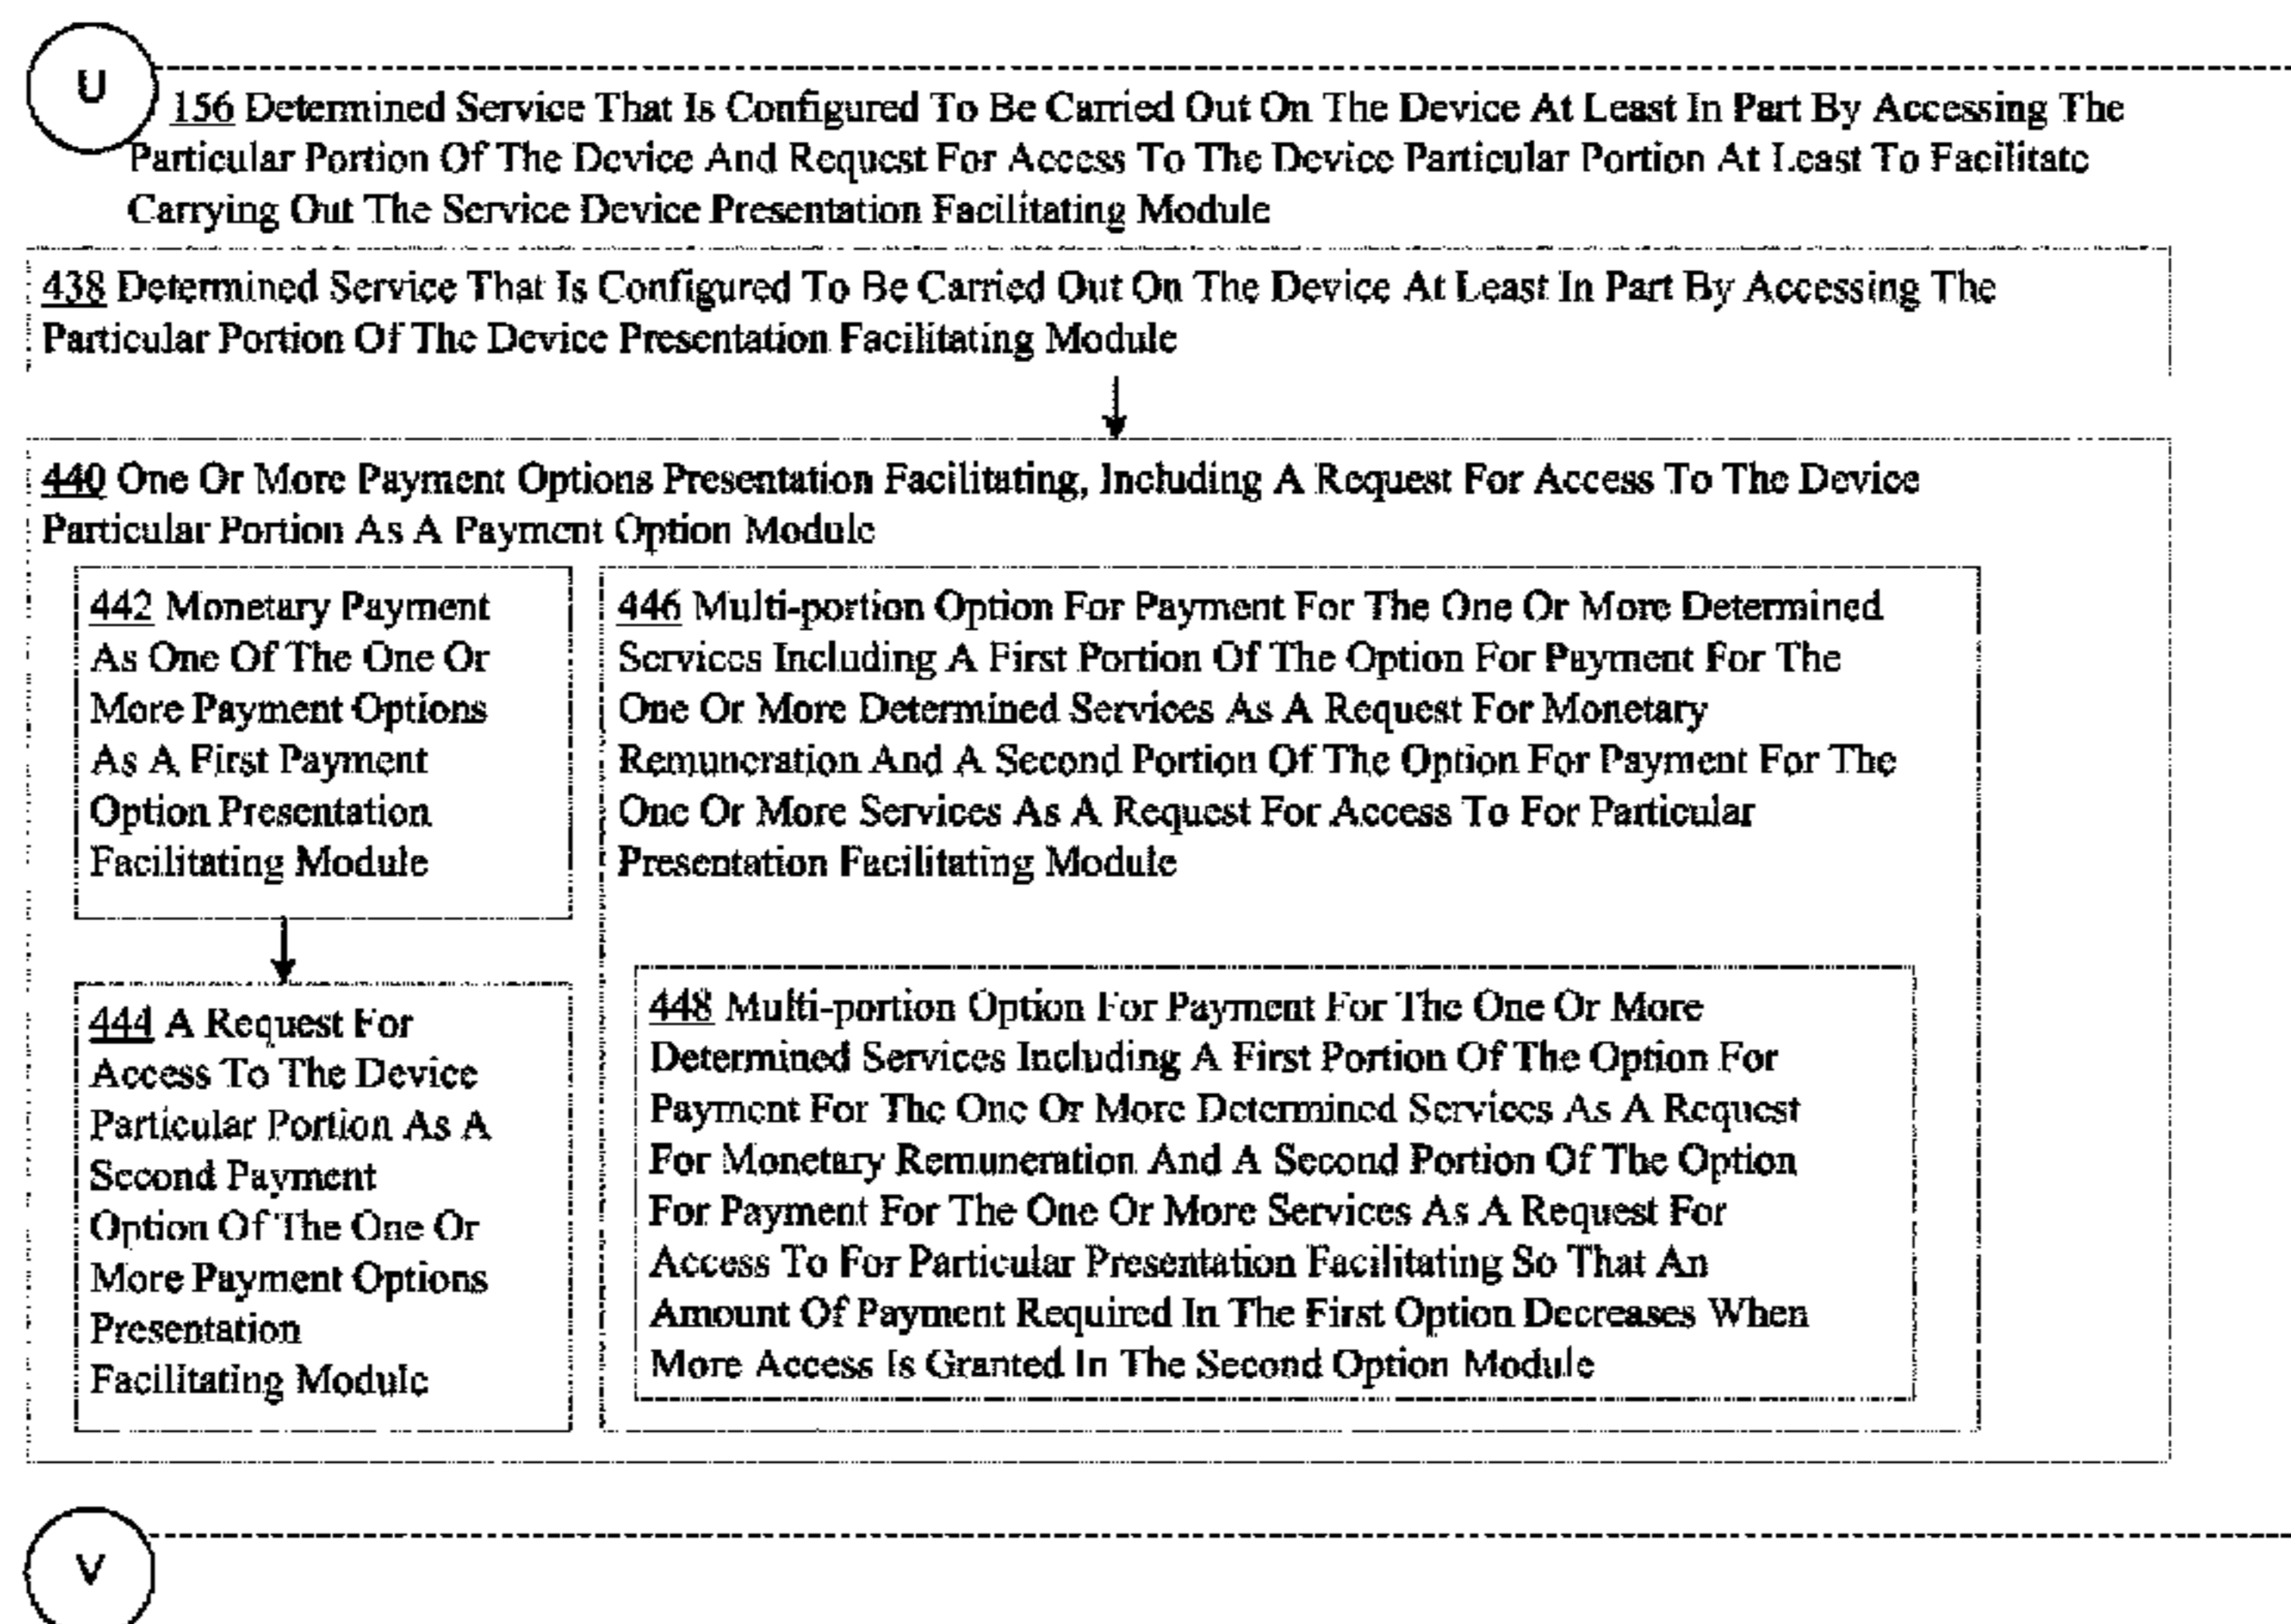 U
156 Determined Service That Is Configured To Be Carried Out On The Device At Least In Part By Accessing The
Particular Portion Of The Device And Request For Access To The Device Particular Portion At Least To Facilitate
Carrying Out The Service Device Presentation Facilitating Module
438 Determined Service That Is Configured To Be Carried Out On The Device At Least In Part By Accessing The
Particular Portion Of The Device Presentation Facilitating Module
440 One Or More Payment Options Presentation Facilitating, Including A Request For Access To The Device
Particular Portion As A Payment Option Module
442 Monetary Payment
As One Of The One Or
More Payment Options
As A First Payment
Option Presentation
Facilitating Module
444 A Request For
Access To The Device
Particular Portion As A
Second Payment
Option Of The One Or
More Payment Options
Presentation
Facilitating Module
446 Multi-portion Option For Payment For The One Or More Determined
Services Including A First Portion Of The Option For Payment For The
One Or More Determined Services As A Request For Monetary
Remuneration And A Second Portion Of The Option For Payment For The
One Or More Services As A Request For Access To For Particular
Presentation Facilitating Module
448 Multi-portion Option For Payment For The One Or More
Determined Services Including A First Portion Of The Option For
Payment For The One Or More Determined Services As A Request
For Monetary Remuneration And A Second Portion Of The Option
For Payment For The One Or More Services As A Request For
Access To For Particular Presentation Facilitating So That An
Amount Of Payment Required In The First Option Decreases When
More Access Is Granted In The Second Option Module
V